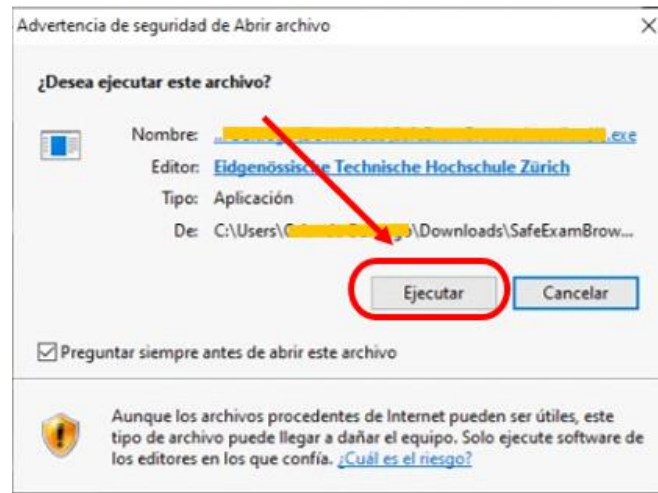 Advertencia de seguridad de Abrir archivo
¿Desea ejecutar este archivo?
Nombre: ... .exe
Editor: Eidgenössische Technische Hochschule Zürich
Tipo: Aplicación
De: C:\Users\ \Downloads\SafeExamBrow...
Ejecutar Cancelar
Preguntar siempre antes de abrir este archivo
Aunque los archivos procedentes de Internet pueden ser útiles, este
tipo de archivo puede llegar a dañar el equipo. Solo ejecute software de
los editores en los que confía. ¿Cuál es el riesgo?